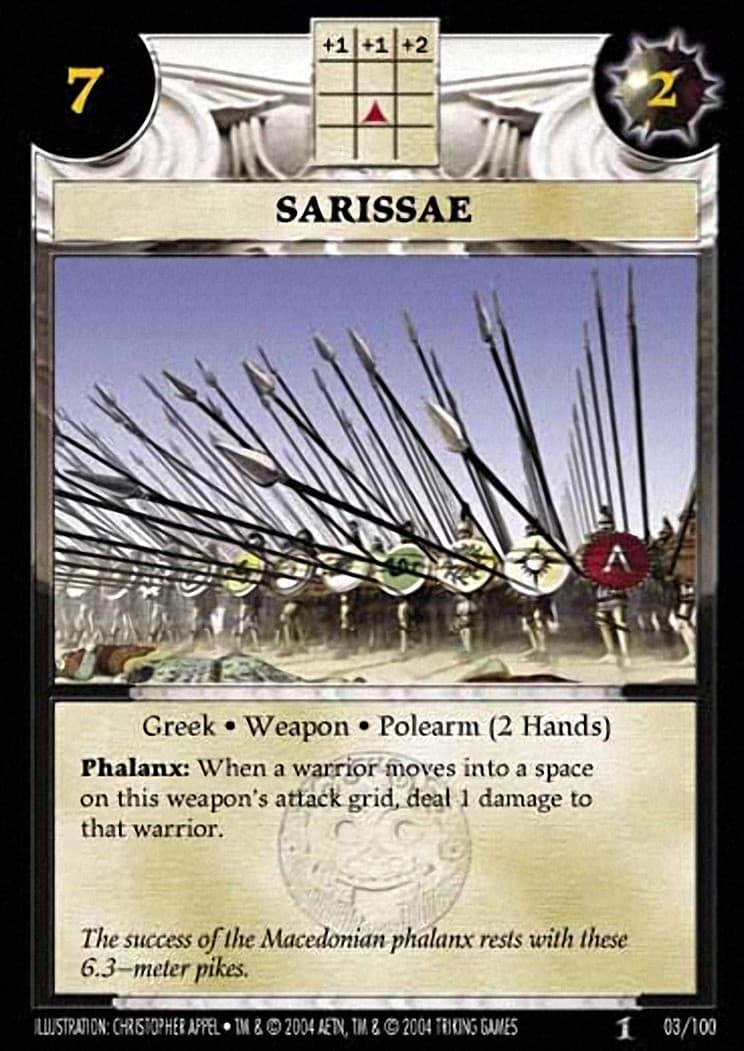 7
+1 +1 +2
2
SARISSAE
Λ
Greek • Weapon • Polearm (2 Hands)
Phalanx: When a warrior moves into a space
on this weapon's attack grid, deal 1 damage to
that warrior.
The success of the Macedonian phalanx rests with these
6.3–meter pikes.
ILLUSTRATION: CHRISTOPHER APPEL • TM & © 2004 AETN, TM & © 2004 TRIKING GAMES 1 03/100